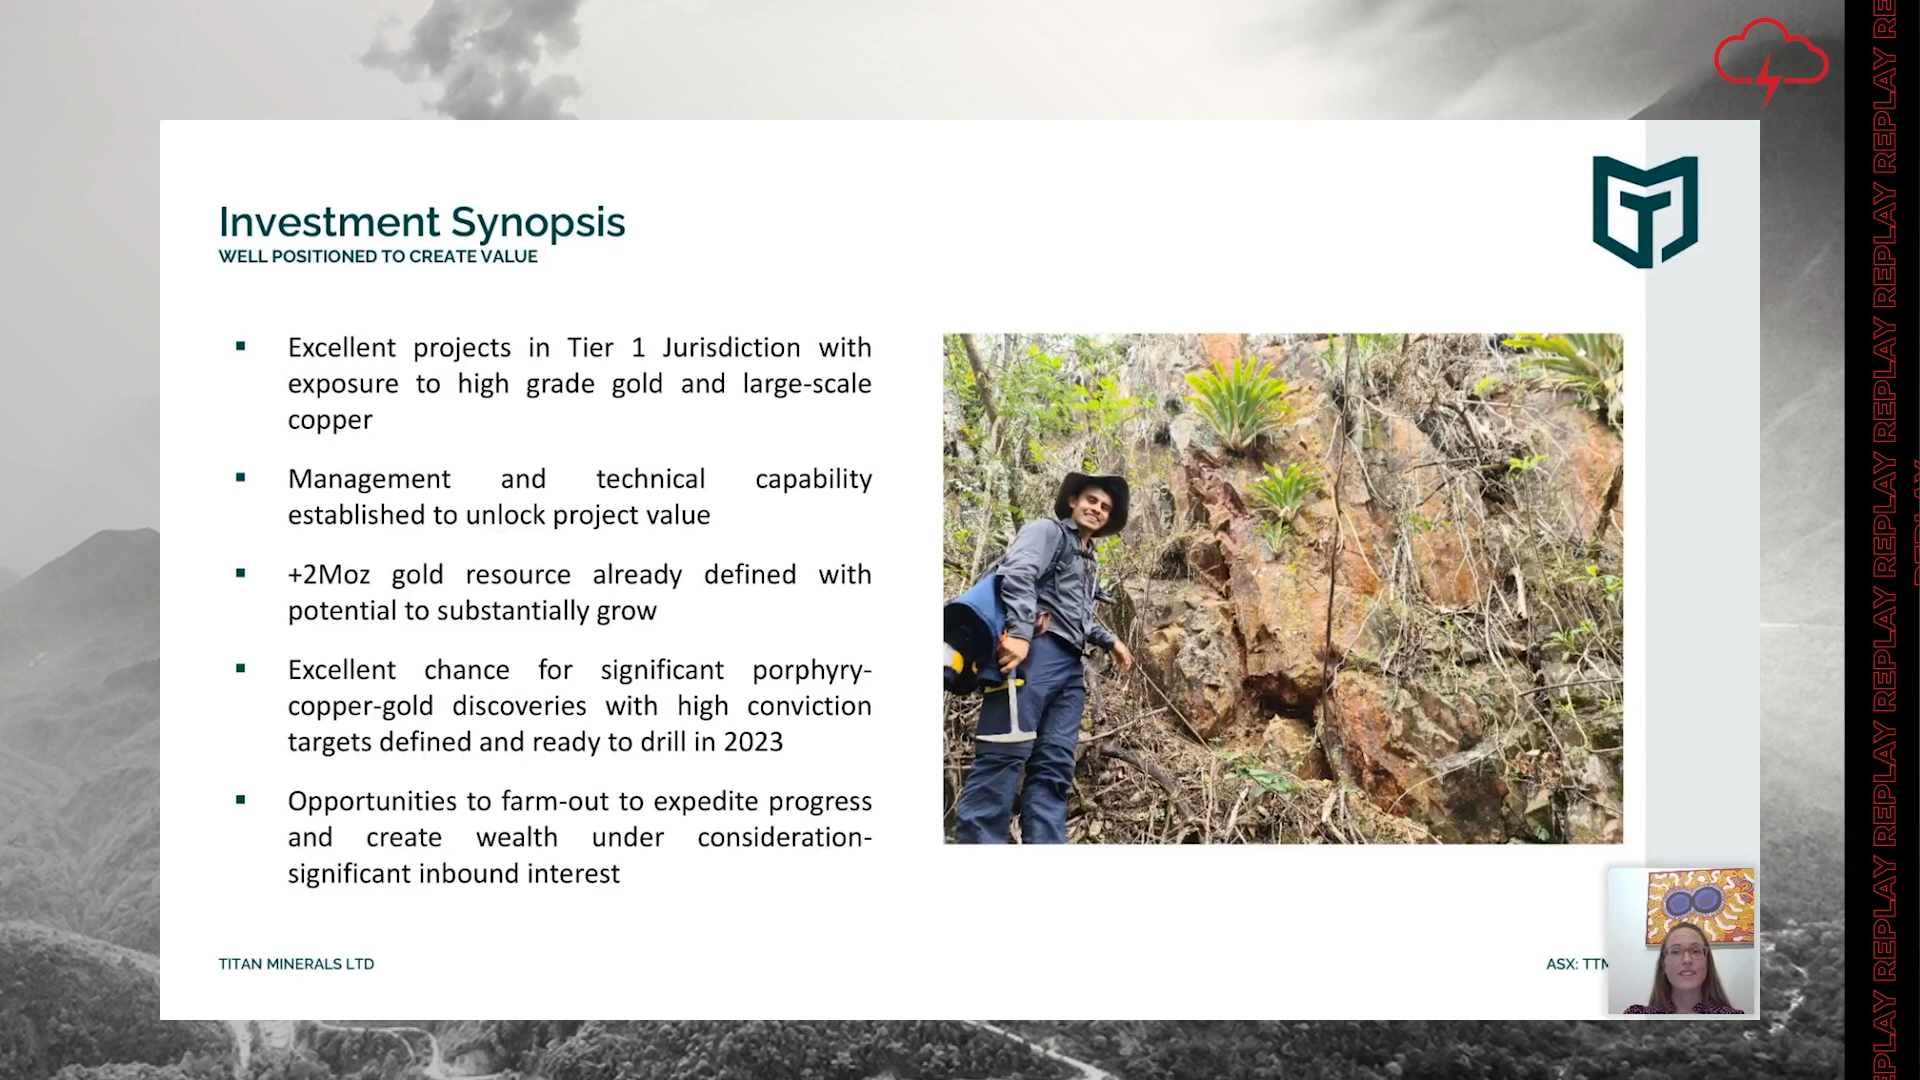 Investment Synopsis
WELL POSITIONED TO CREATE VALUE
Excellent projects in Tier 1 Jurisdiction with
exposure to high grade gold and large-scale
copper
Management and technical capability
established to unlock project value
+2Moz gold resource already defined with
potential to substantially grow
Excellent chance for significant porphyry-
copper-gold discoveries with high conviction
targets defined and ready to drill in 2023
Opportunities to farm-out to expedite progress
and create wealth under consideration-
significant inbound interest
TITAN MINERALS LTD
ASX: TTM
REPLAY REPLAY REPLAY REPLAY REPLAY REPLAY REPLAY